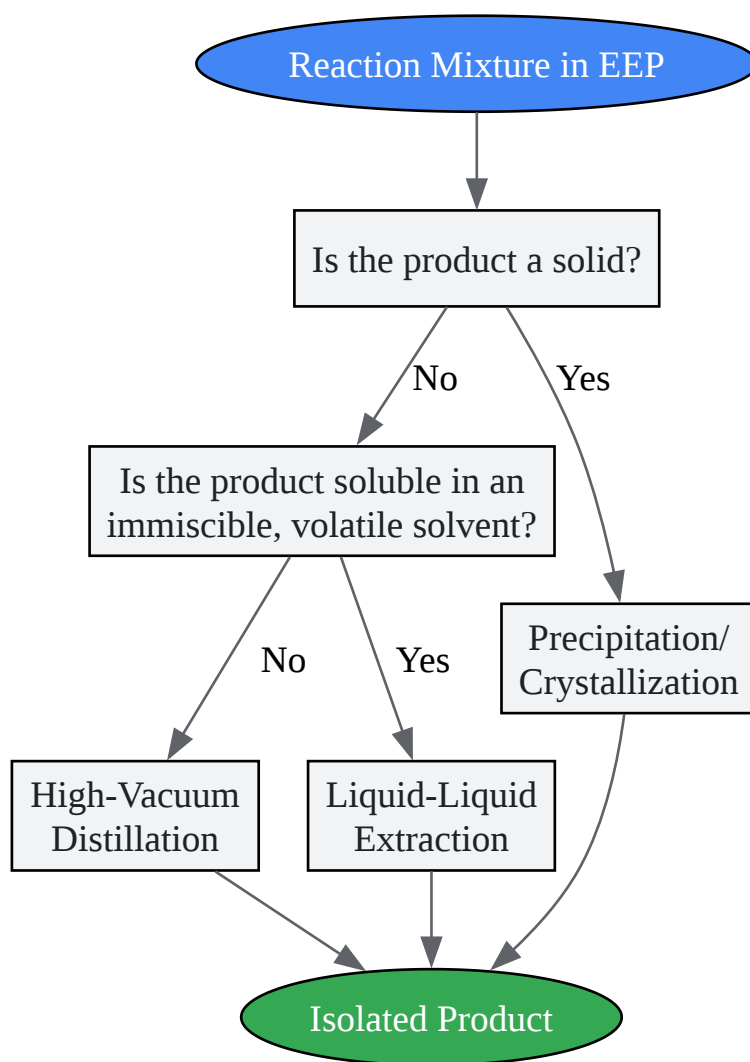 Reaction Mixture in EEP
Is the product a solid?
No
Yes
Is the product soluble in an
immiscible, volatile solvent?
No
Yes
Precipitation/
Crystallization
High-Vacuum
Distillation
Liquid-Liquid
Extraction
Isolated Product